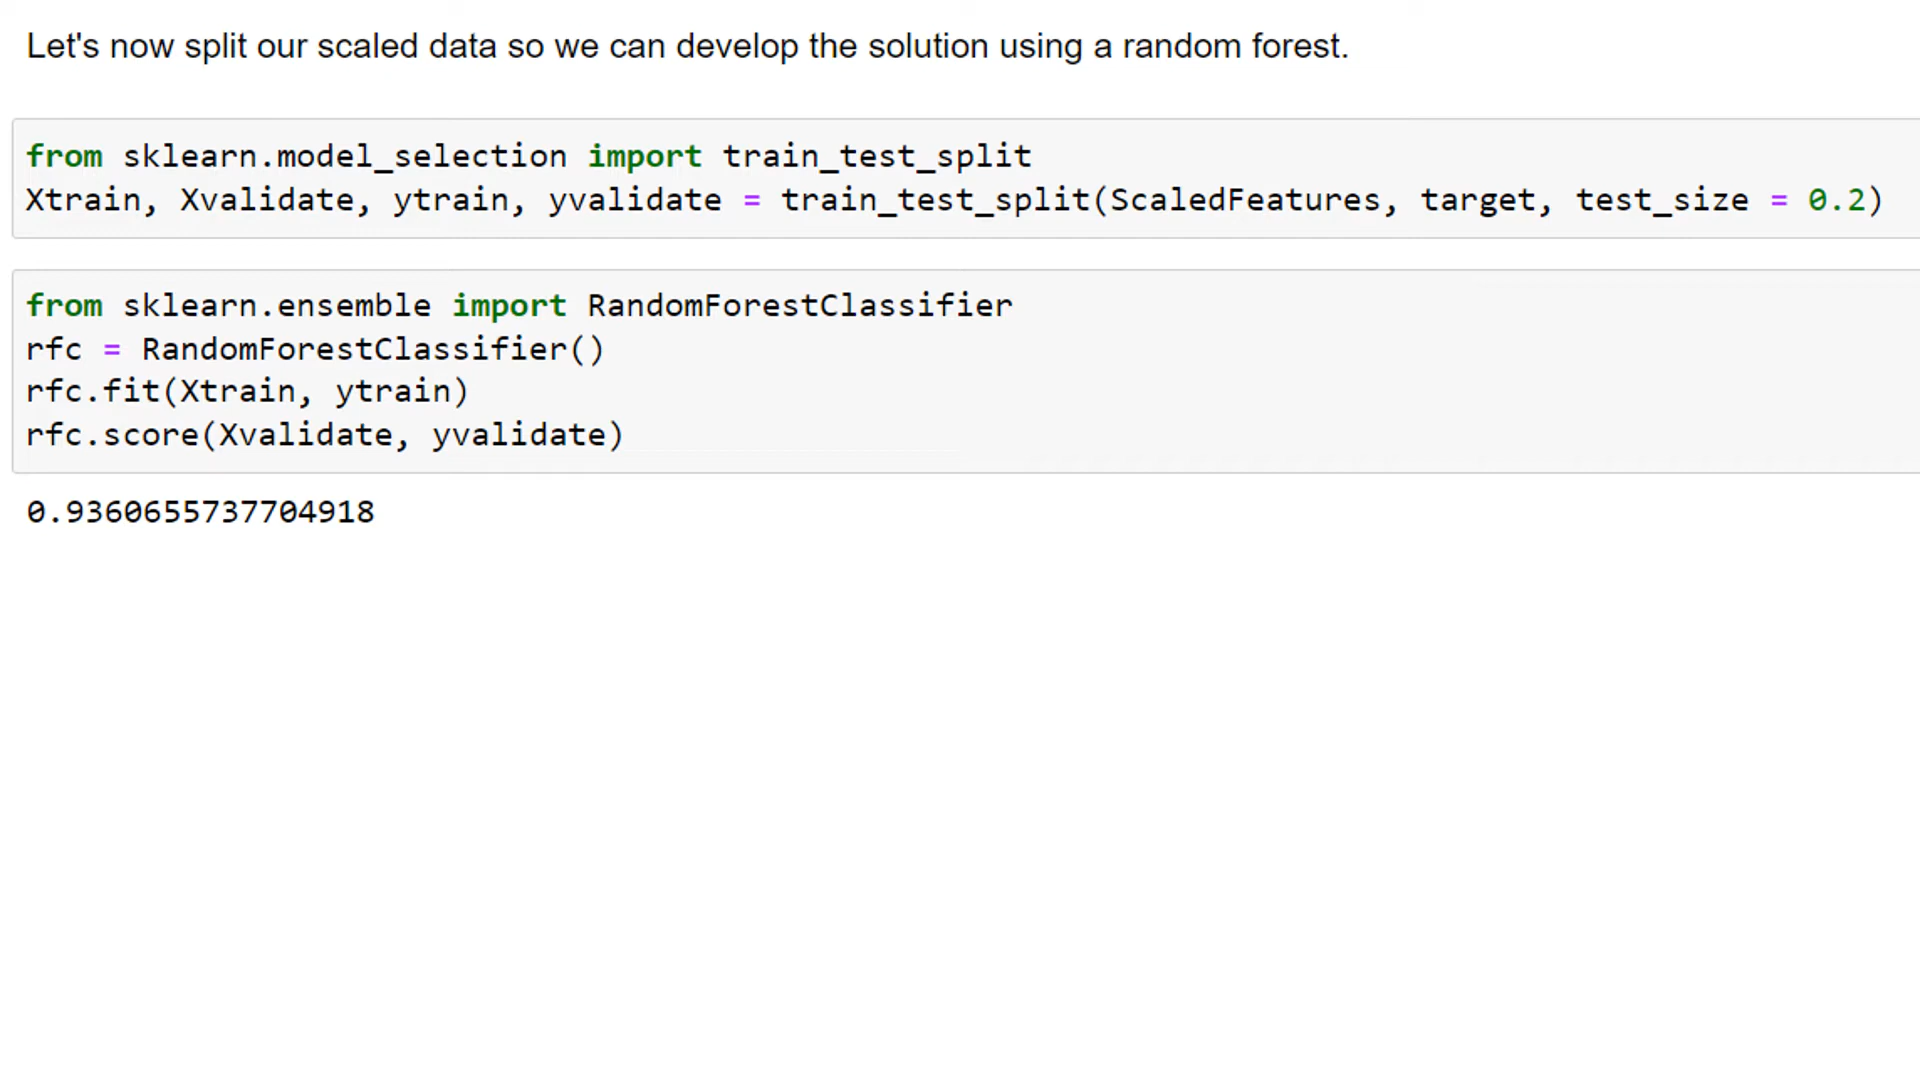 Let's now split our scaled data so we can develop the solution using a random forest.
from sklearn.model_selection import train_test_split
Xtrain, Xvalidate, ytrain, yvalidate = train_test_split(ScaledFeatures, target, test_size = 0.2)
from sklearn.ensemble import RandomForestClassifier
rfc = RandomForestClassifier()
rfc.fit(Xtrain, ytrain)
rfc.score(Xvalidate, yvalidate)
0.9360655737704918